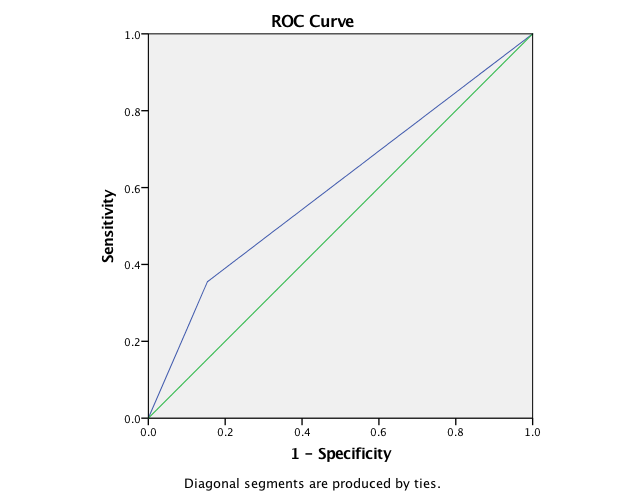 ROC Curve
1.0
0.8
0.6
0.4
0.2
0.0
Sensitivity
0.0 0.2 0.4 0.6 0.8 1.0
1 – Specificity
Diagonal segments are produced by ties.